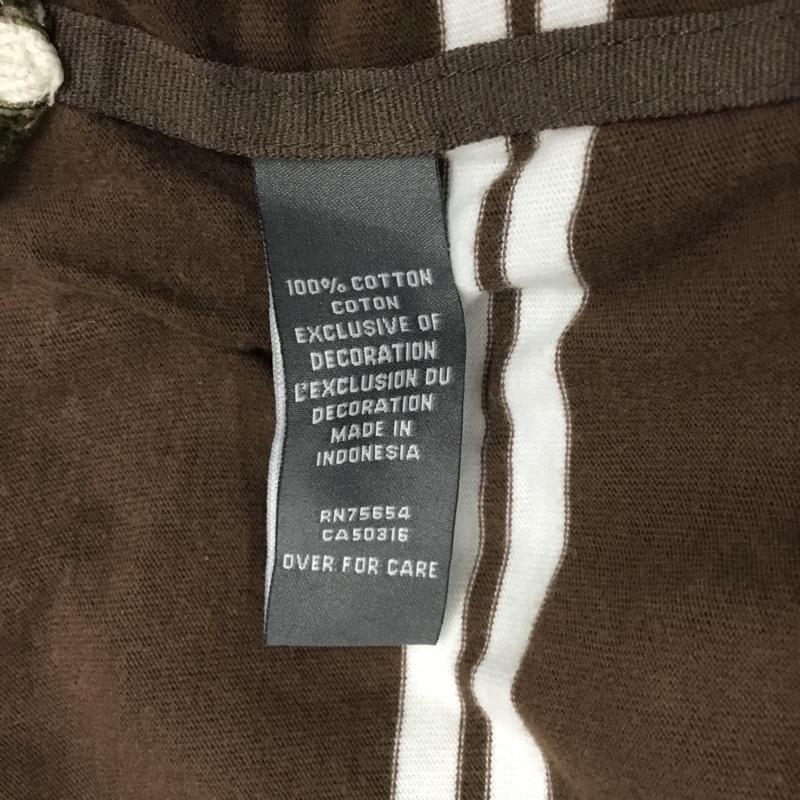 100% COTTON
COTON
EXCLUSIVE OF
DECORATION
L'EXCLUSION DU
DECORATION
MADE IN
INDONESIA
RN75654
CA50316
OVER FOR CARE